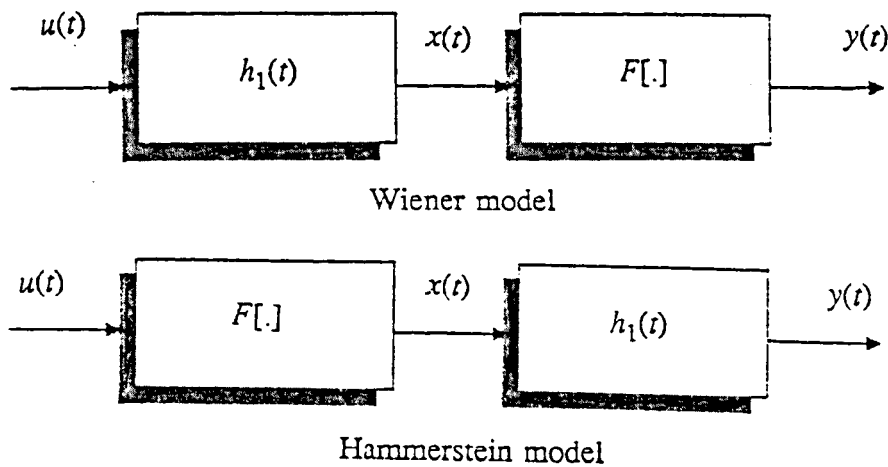 u(t)
h₁(t)
x(t)
F[.]
y(t)
Wiener model
u(t)
F[.]
x(t)
h₁(t)
y(t)
Hammerstein model